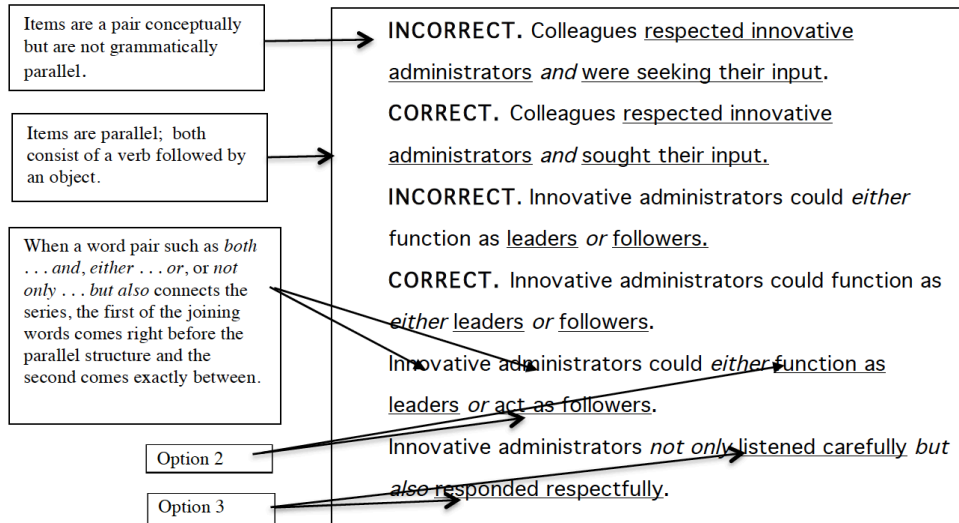 Items are a pair conceptually
but are not grammatically
parallel.
Items are parallel; both
consist of a verb followed by
an object.
When a word pair such as both
. . . and, either . . . or, or not
only . . . but also connects the
series, the first of the joining
words comes right before the
parallel structure and the
second comes exactly between.
Option 2
Option 3
INCORRECT. Colleagues respected innovative
administrators and were seeking their input.
CORRECT. Colleagues respected innovative
administrators and sought their input.
INCORRECT. Innovative administrators could either
function as leaders or followers.
CORRECT. Innovative administrators could function as
either leaders or followers.
Innovative administrators could either function as
leaders or act as followers.
Innovative administrators not only listened carefully but
also responded respectfully.